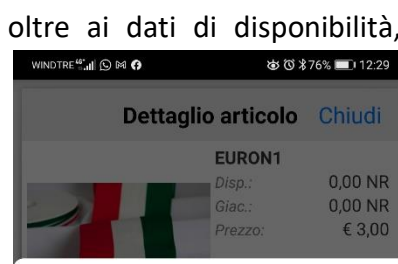 oltre ai dati di disponibilità,
WINDTRE 4G+ 76% 12:29
Dettaglio articolo Chiudi
EURON1
Disp.: 0,00 NR
Giac.: 0,00 NR
Prezzo: € 3,00